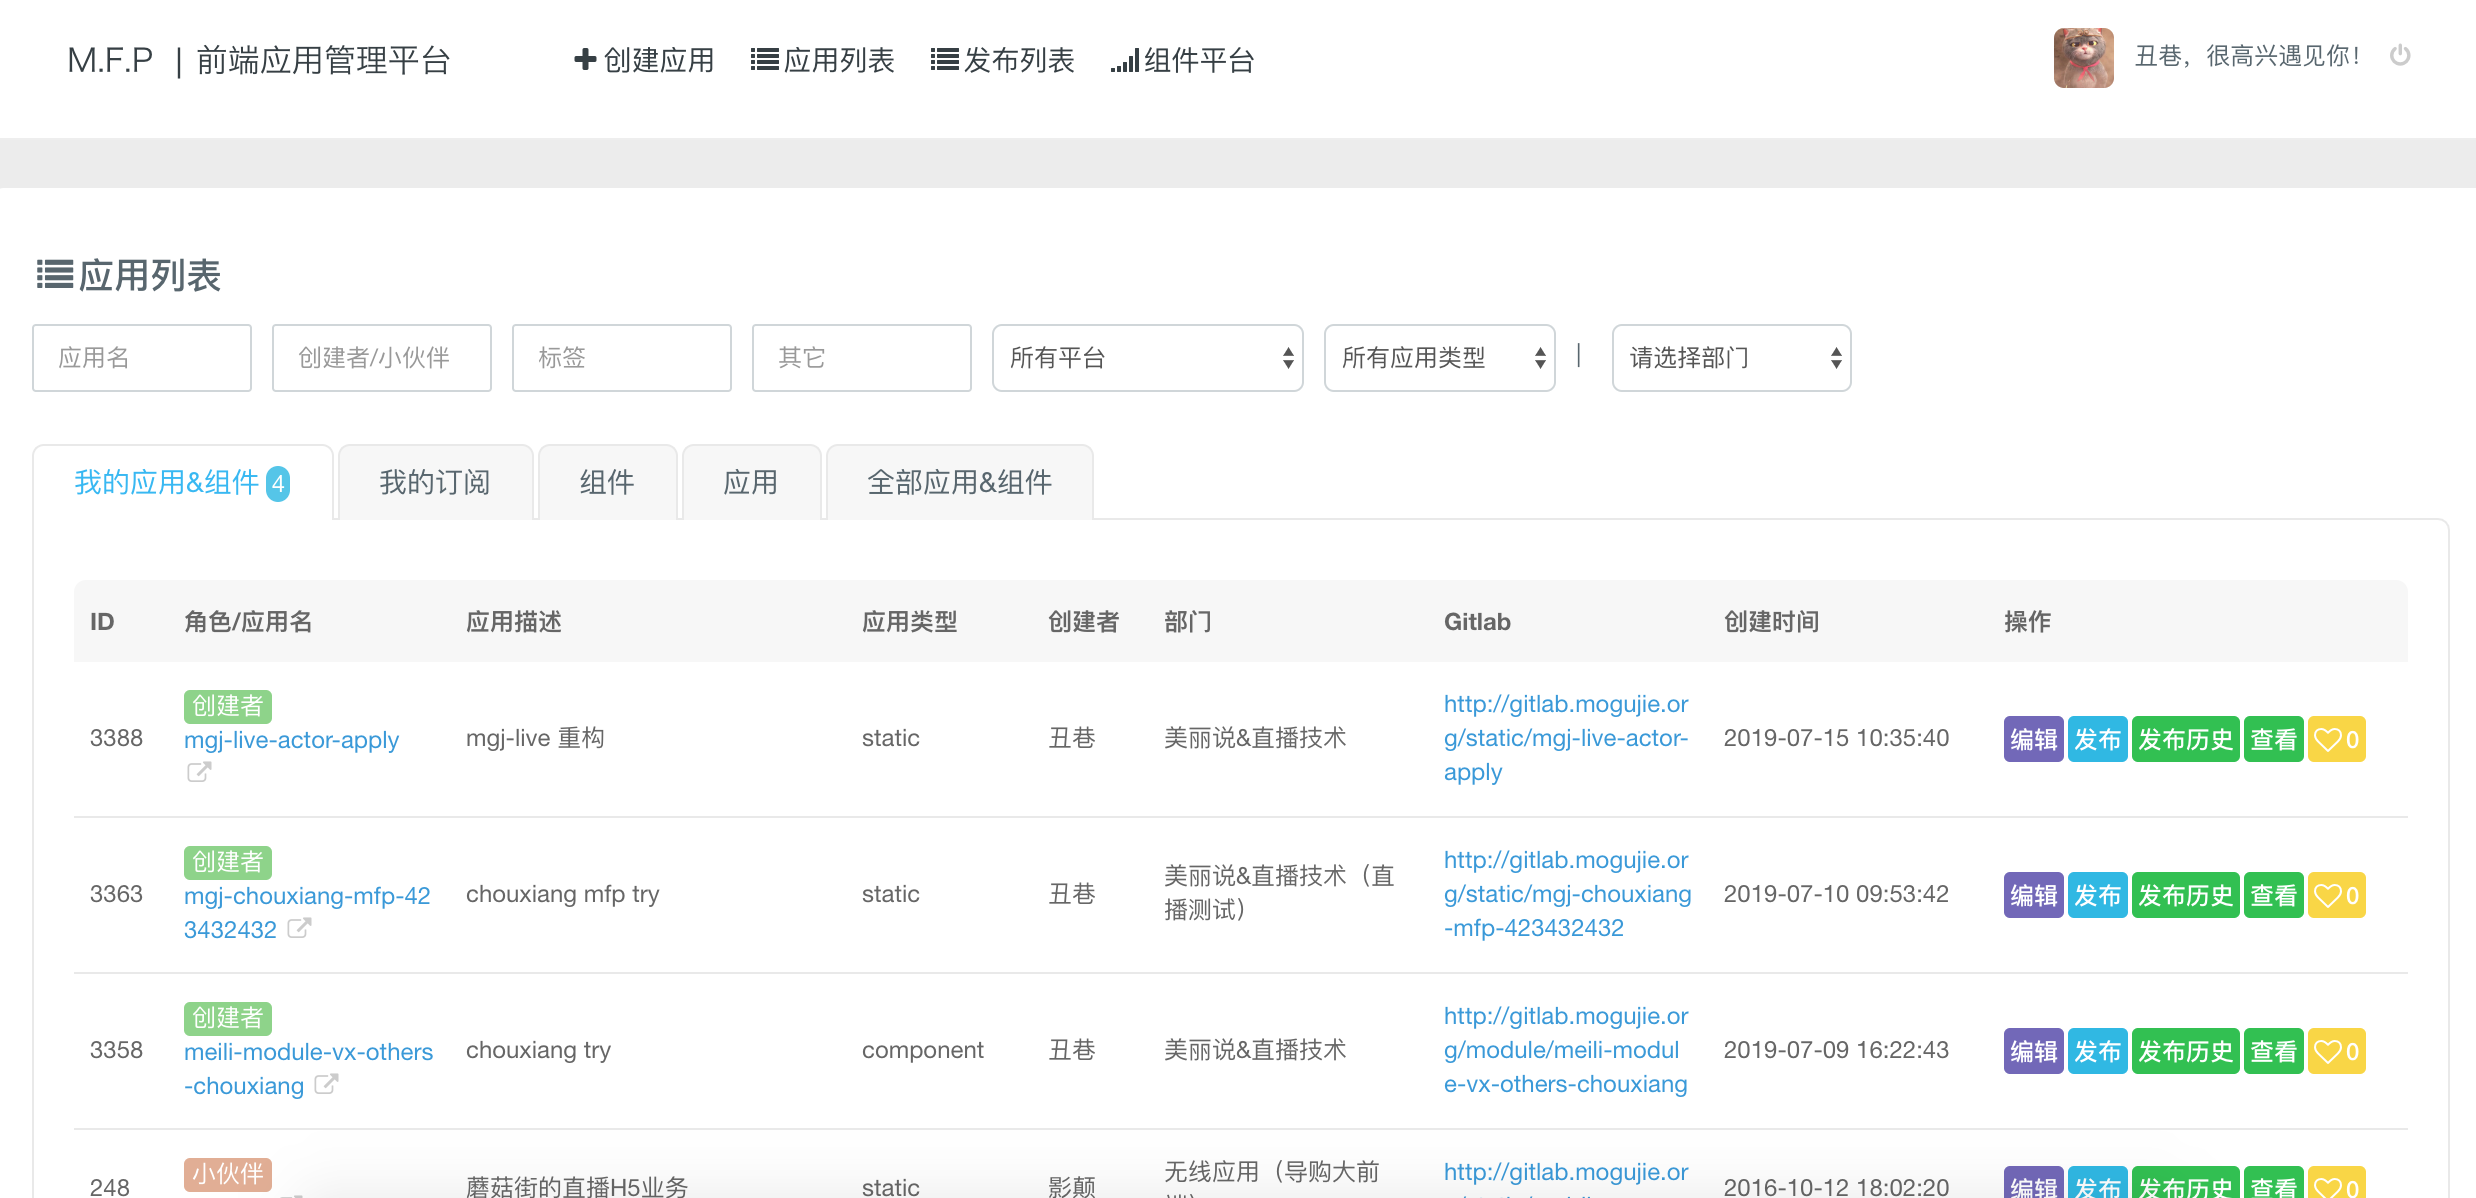 M.F.P | 前端应用管理平台 创建应用 应用列表 发布列表 组件平台 丑巷，很高兴遇见你！
应用列表
应用名 创建者/小伙伴 标签 其它 所有平台 所有应用类型 | 请选择部门
我的应用&组件 4 我的订阅 组件 应用 全部应用&组件
ID 角色/应用名 应用描述 应用类型 创建者 部门 Gitlab 创建时间 操作
创建者
mgj-live-actor-apply
3388 mgj-live 重构 static 丑巷 美丽说&直播技术
http://gitlab.mogujie.or
g/static/mgj-live-actor-
apply
2019-07-15 10:35:40 编辑 发布 发布历史 查看 0
创建者
mgj-chouxiang-mfp-42
3432432
3363 chouxiang mfp try static 丑巷
美丽说&直播技术（直
播测试）
http://gitlab.mogujie.or
g/static/mgj-chouxiang
-mfp-423432432
2019-07-10 09:53:42 编辑 发布 发布历史 查看 0
创建者
meili-module-vx-others
-chouxiang
3358 chouxiang try component 丑巷 美丽说&直播技术
http://gitlab.mogujie.or
g/module/meili-modul
e-vx-others-chouxiang
2019-07-09 16:22:43 编辑 发布 发布历史 查看 0
小伙伴
248 蘑菇街的直播H5业务 static 影颠
无线应用（导购大前
http://gitlab.mogujie.or
2016-10-12 18:02:20 编辑 发布 发布历史 查看 0